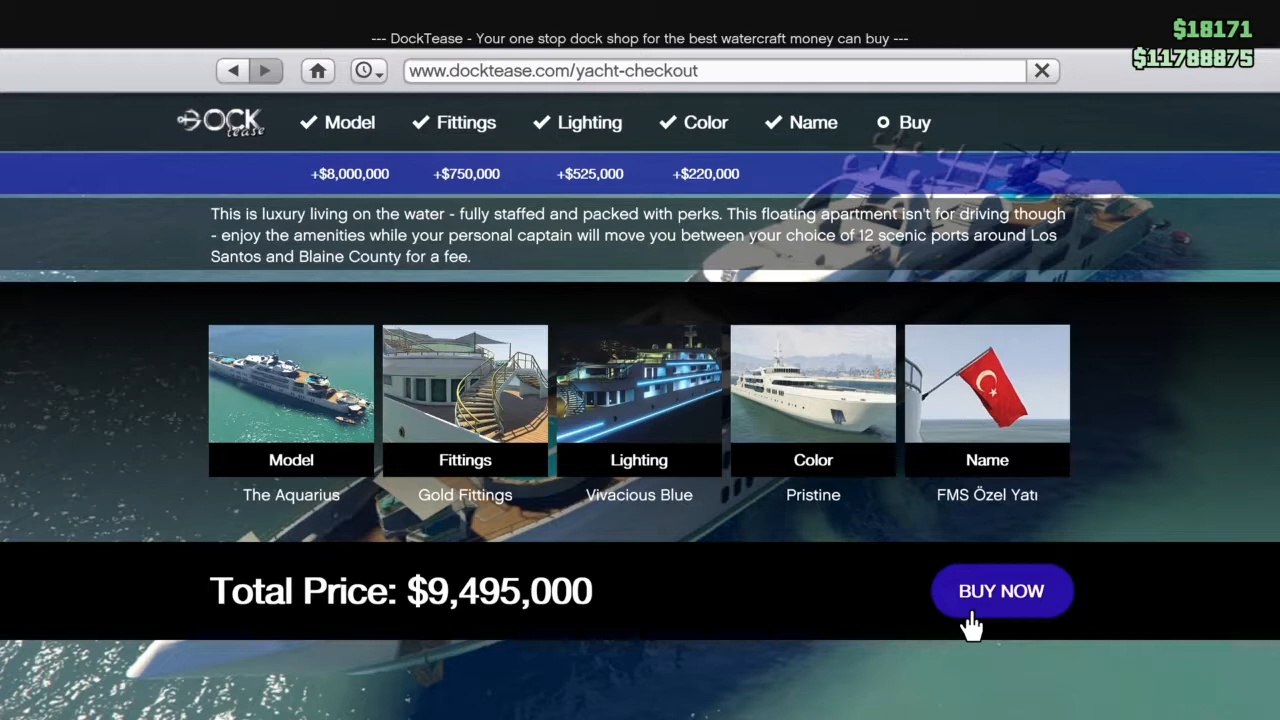 --- DockTease - Your one stop dock shop for the best watercraft money can buy ---
$18171
$11788875
www.docktease.com/yacht-checkout
DOCK tease
Model
Fittings
Lighting
Color
Name
Buy
+$8,000,000
+$750,000
+$525,000
+$220,000
This is luxury living on the water - fully staffed and packed with perks. This floating apartment isn't for driving though
- enjoy the amenities while your personal captain will move you between your choice of 12 scenic ports around Los
Santos and Blaine County for a fee.
Model
Fittings
Lighting
Color
Name
The Aquarius
Gold Fittings
Vivacious Blue
Pristine
FMS Özel Yatı
Total Price: $9,495,000
BUY NOW